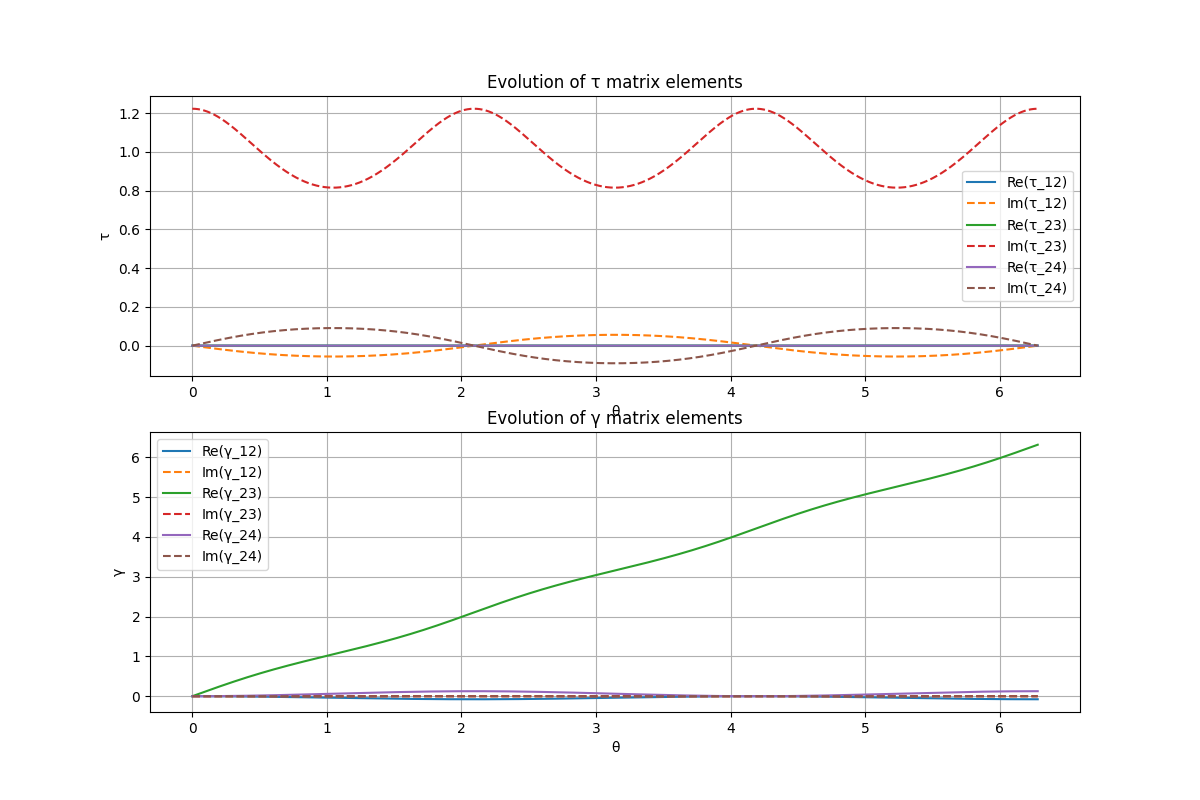 Evolution of τ matrix elements
1.2
1.0
0.8
0.6
0.4
0.2
0.0
τ
Re(τ_12)
Im(τ_12)
Re(τ_23)
Im(τ_23)
Re(τ_24)
Im(τ_24)
0 1 2 3 4 5 6
θ
Evolution of γ matrix elements
6
5
4
3
2
1
0
γ
Re(γ_12)
Im(γ_12)
Re(γ_23)
Im(γ_23)
Re(γ_24)
Im(γ_24)
0 1 2 3 4 5 6
θ